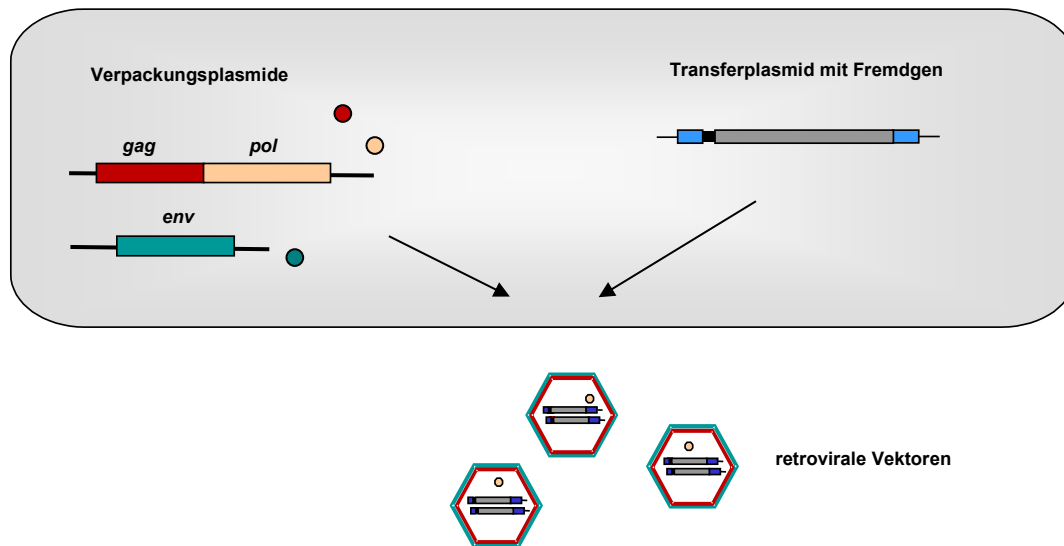 Verpackungsplasmide
Transferplasmid mit Fremdgen
gag pol
env
retrovirale Vektoren